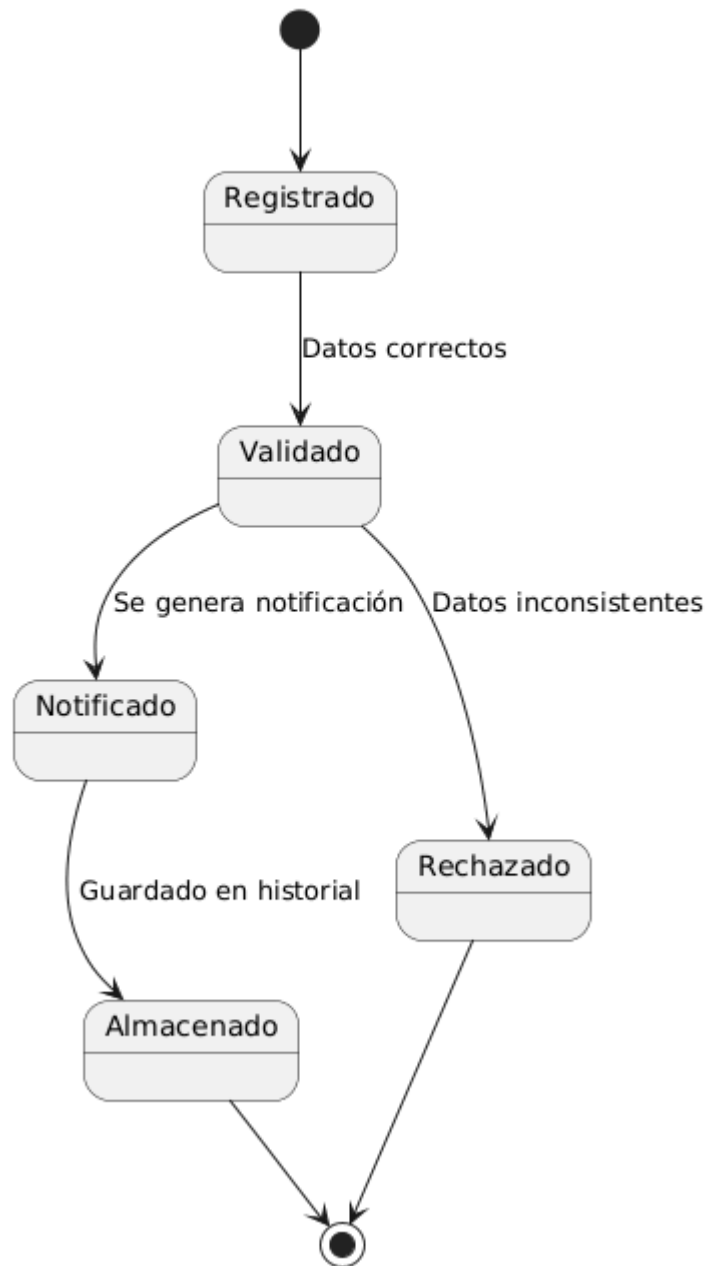 Registrado
Datos correctos
Validado
Se genera notificación
Datos inconsistentes
Notificado
Rechazado
Guardado en historial
Almacenado